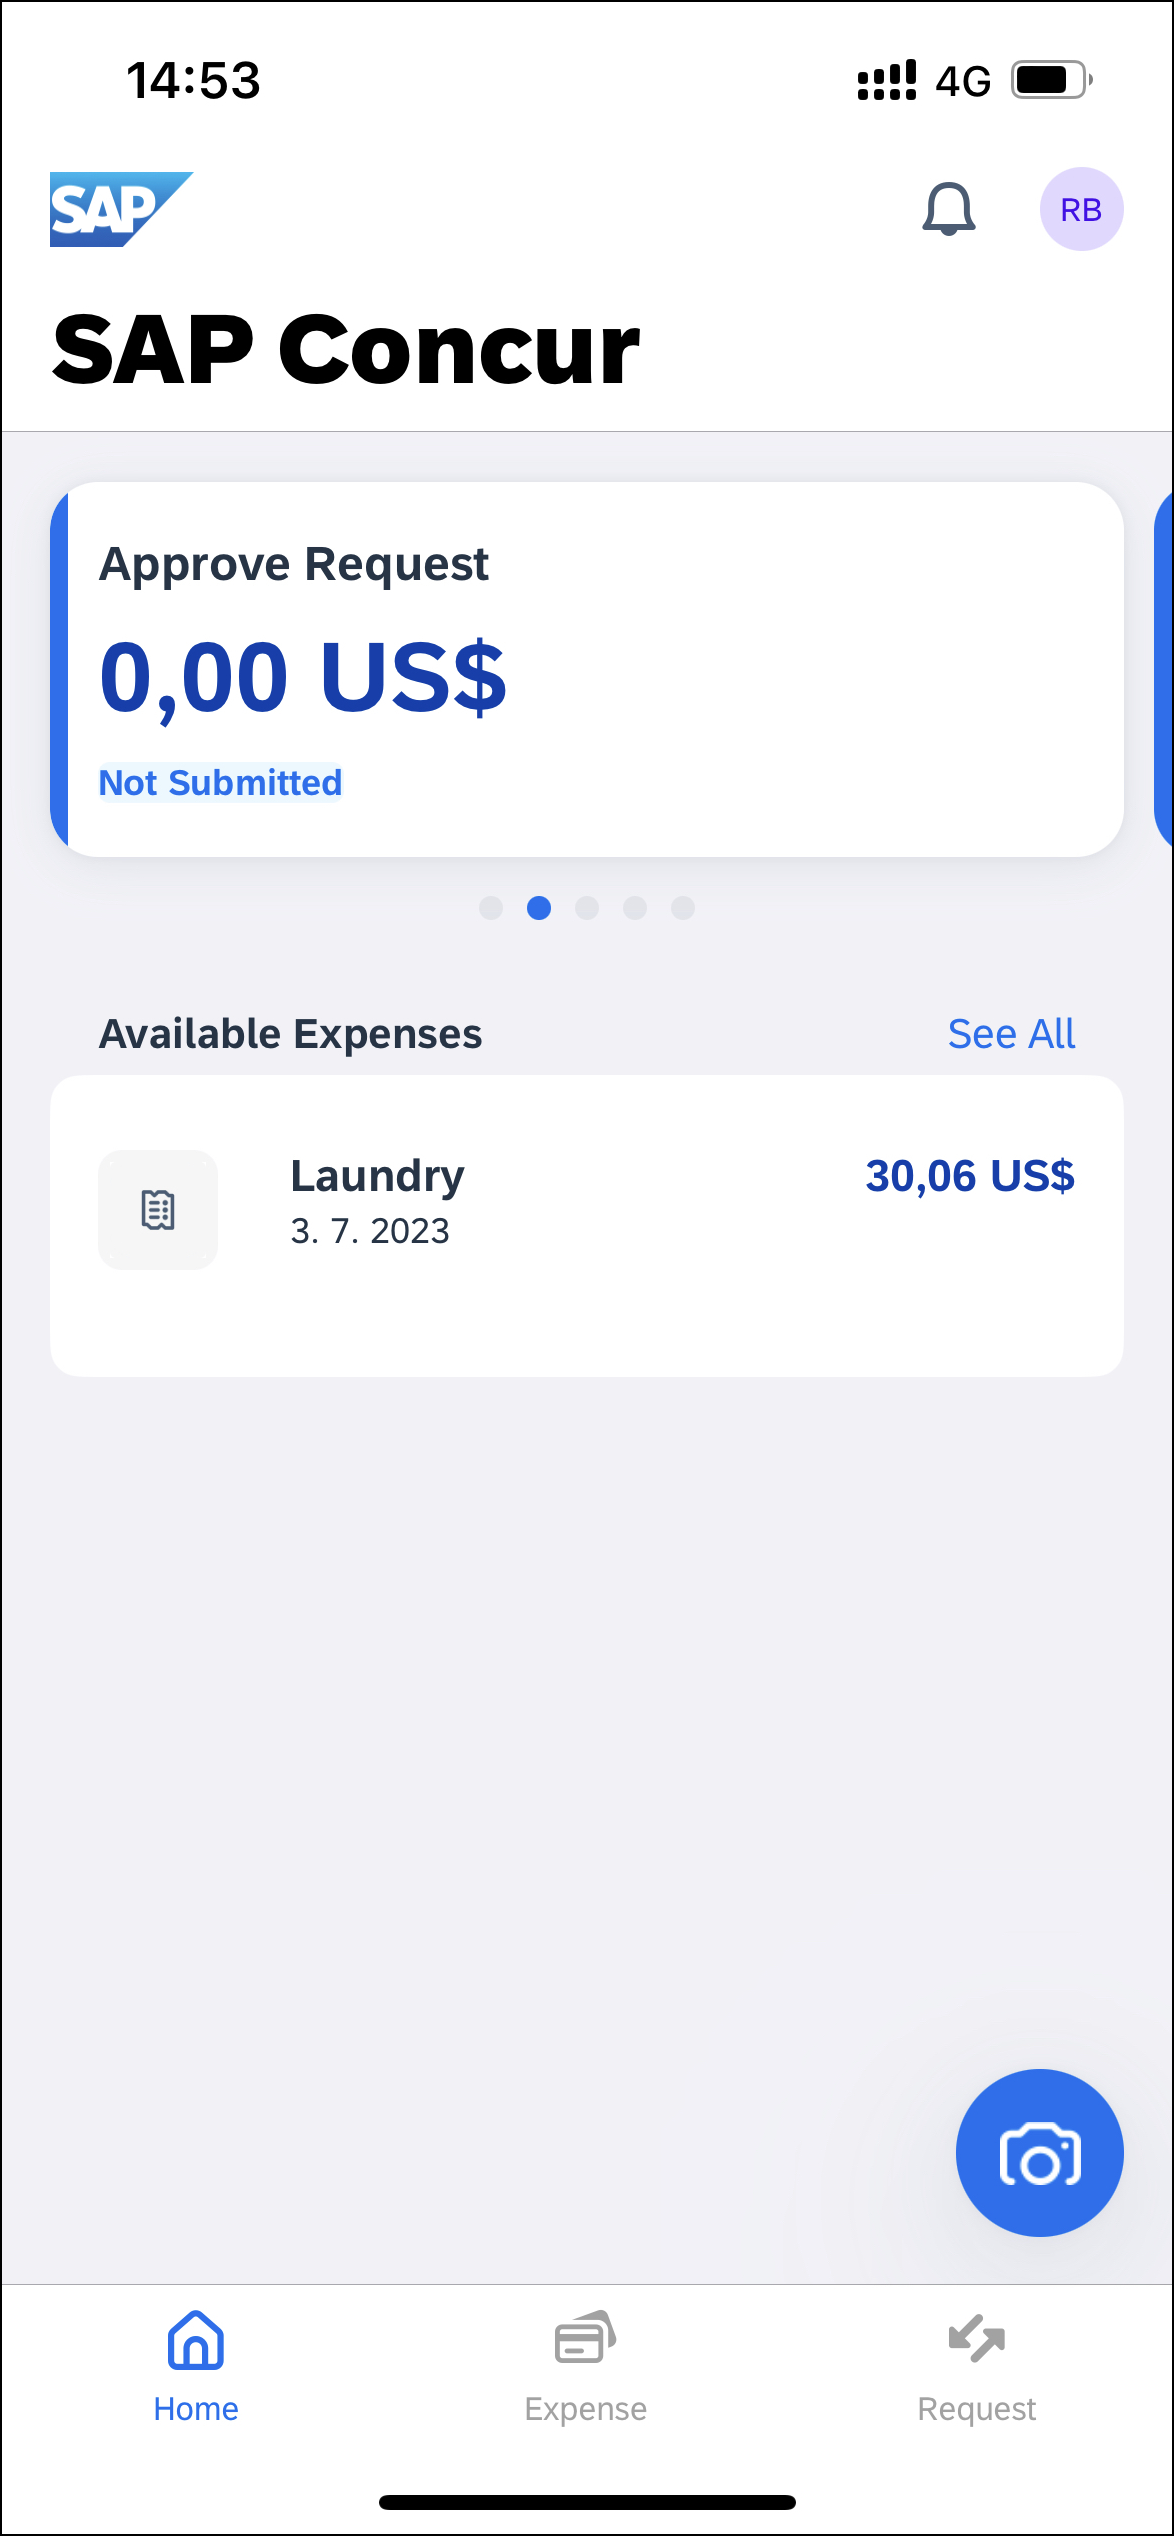 14:53
4G
SAP
RB
SAP Concur
Approve Request
0,00 US$
Not Submitted
Available Expenses
See All
Laundry
30,06 US$
3. 7. 2023
Home
Expense
Request